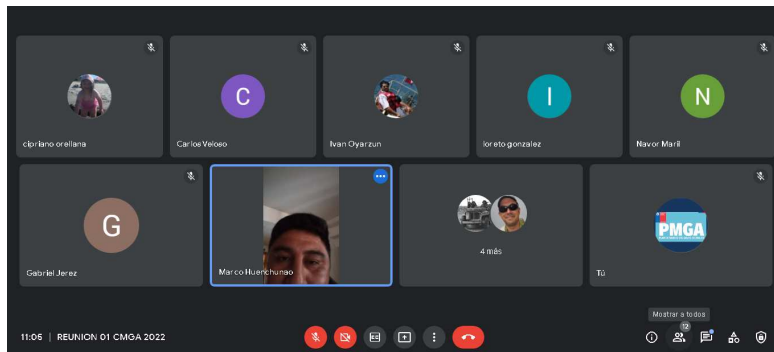 cipriano orellana
C
Carlos Veloso
Ivan Oyarzun
I
loreto gonzalez
N
Navor Maril
G
Gabriel Jerez
Marco Huenchunao
4 más
PMGA
Tú
Mostrar a todos
12
11:05 | REUNION 01 CMGA 2022